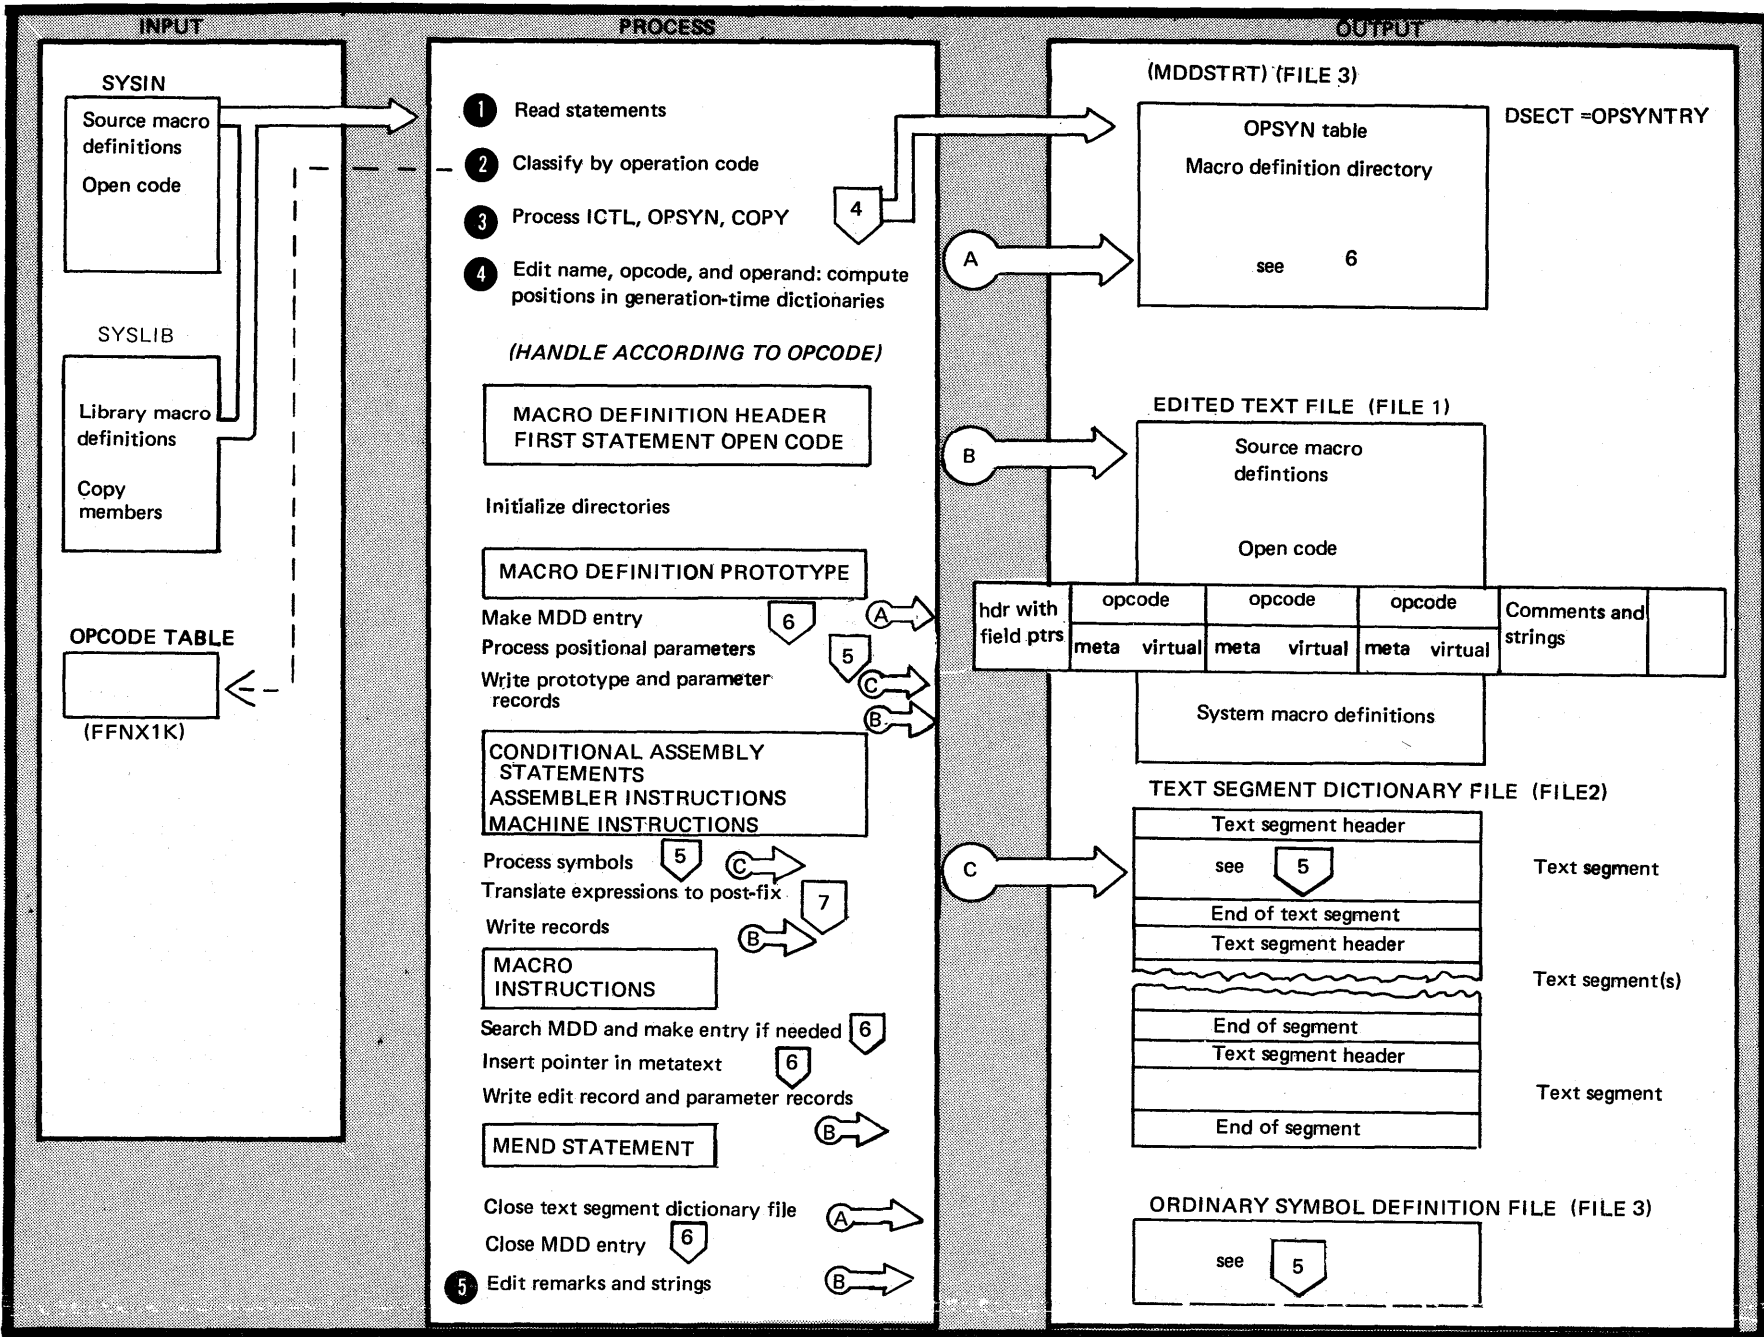 INPUT
SYSIN
Source macro
definitions
Open code
SYSLIB
Library macro
definitions
Copy
members
OPCODE TABLE
(FFNX1K)
PROCESS
1 Read statements
2 Classify by operation code
3 Process ICTL, OPSYN, COPY 4
4 Edit name, opcode, and operand: compute
positions in generation-time dictionaries
(HANDLE ACCORDING TO OPCODE)
MACRO DEFINITION HEADER
FIRST STATEMENT OPEN CODE
Initialize directories
MACRO DEFINITION PROTOTYPE
Make MDD entry 6 A
Process positional parameters 5
Write prototype and parameter C
records
B
CONDITIONAL ASSEMBLY
STATEMENTS
ASSEMBLER INSTRUCTIONS
MACHINE INSTRUCTIONS
Process symbols 5 C
Translate expressions to post-fix 7
Write records B
MACRO
INSTRUCTIONS
Search MDD and make entry if needed 6
Insert pointer in metatext 6
Write edit record and parameter records
B
MEND STATEMENT
Close text segment dictionary file A
Close MDD entry 6
5 Edit remarks and strings B
OUTPUT
(MDDSTRT) (FILE 3)
OPSYN table
DSECT =OPSYNTRY
Macro definition directory
A
see 6
EDITED TEXT FILE (FILE 1)
B
Source macro
defintions
Open code
hdr with
field ptrs
opcode
meta virtual
opcode
meta virtual
opcode
meta virtual
Comments and
strings
System macro definitions
TEXT SEGMENT DICTIONARY FILE (FILE2)
Text segment header
C
see 5
Text segment
End of text segment
Text segment header
Text segment(s)
End of segment
Text segment header
Text segment
End of segment
ORDINARY SYMBOL DEFINITION FILE (FILE 3)
see 5